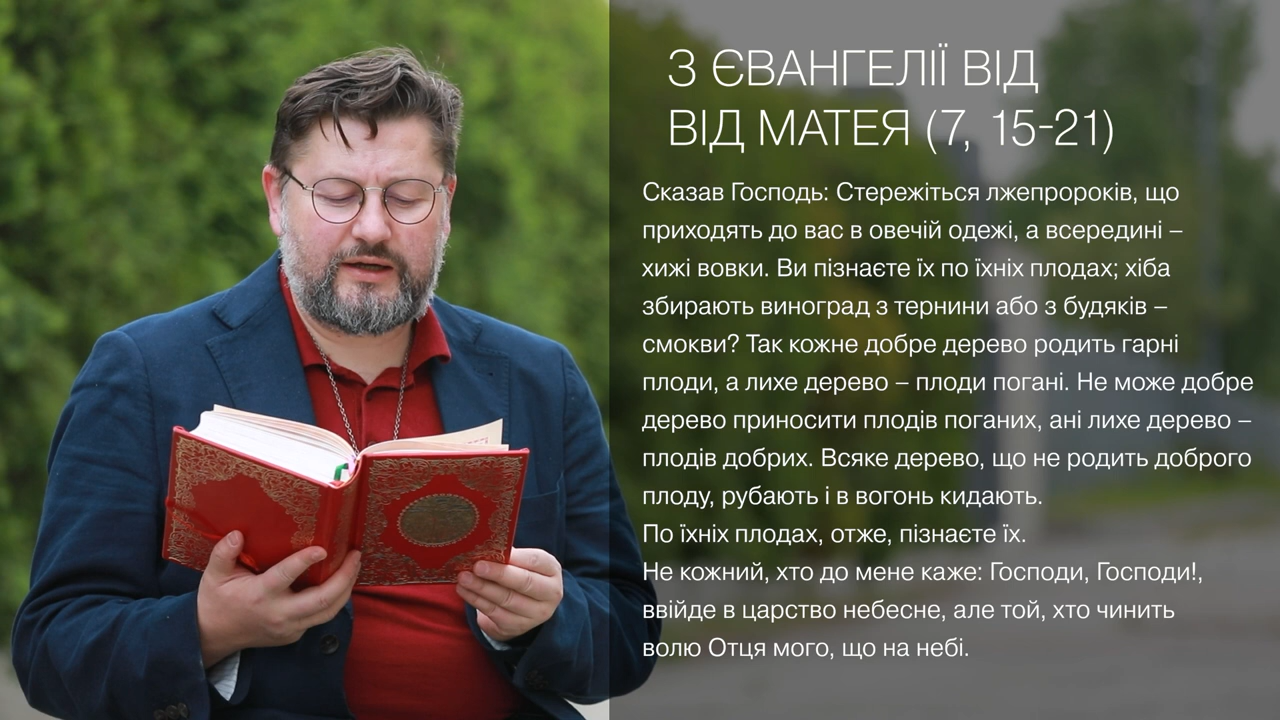 З ЄВАНГЕЛІЇ ВІД
ВІД МАТЕЯ (7, 15-21)
Сказав Господь: Стережіться лжепророків, що
приходять до вас в овечій одежі, а всередині –
хижі вовки. Ви пізнаєте їх по їхніх плодах; хіба
збирають виноград з тернини або з будяків –
смокви? Так кожне добре дерево родить гарні
плоди, а лихе дерево – плоди погані. Не може добре
дерево приносити плодів поганих, ані лихе дерево –
плодів добрих. Всяке дерево, що не родить доброго
плоду, рубають і в вогонь кидають.
По їхніх плодах, отже, пізнаєте їх.
Не кожний, хто до мене каже: Господи, Господи!,
ввійде в царство небесне, але той, хто чинить
волю Отця мого, що на небі.